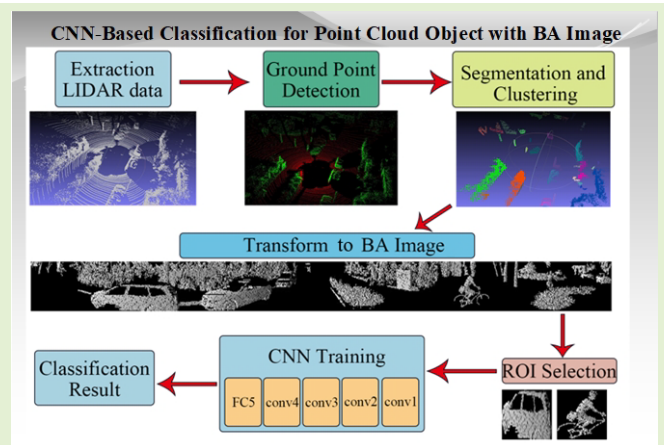 CNN-Based Classification for Point Cloud Object with BA Image
Extraction
LIDAR data
Ground Point
Detection
Segmentation and
Clustering
Transform to BA Image
ROI Selection
CNN Training
FC5 conv4 conv3 conv2 conv1
Classification
Result